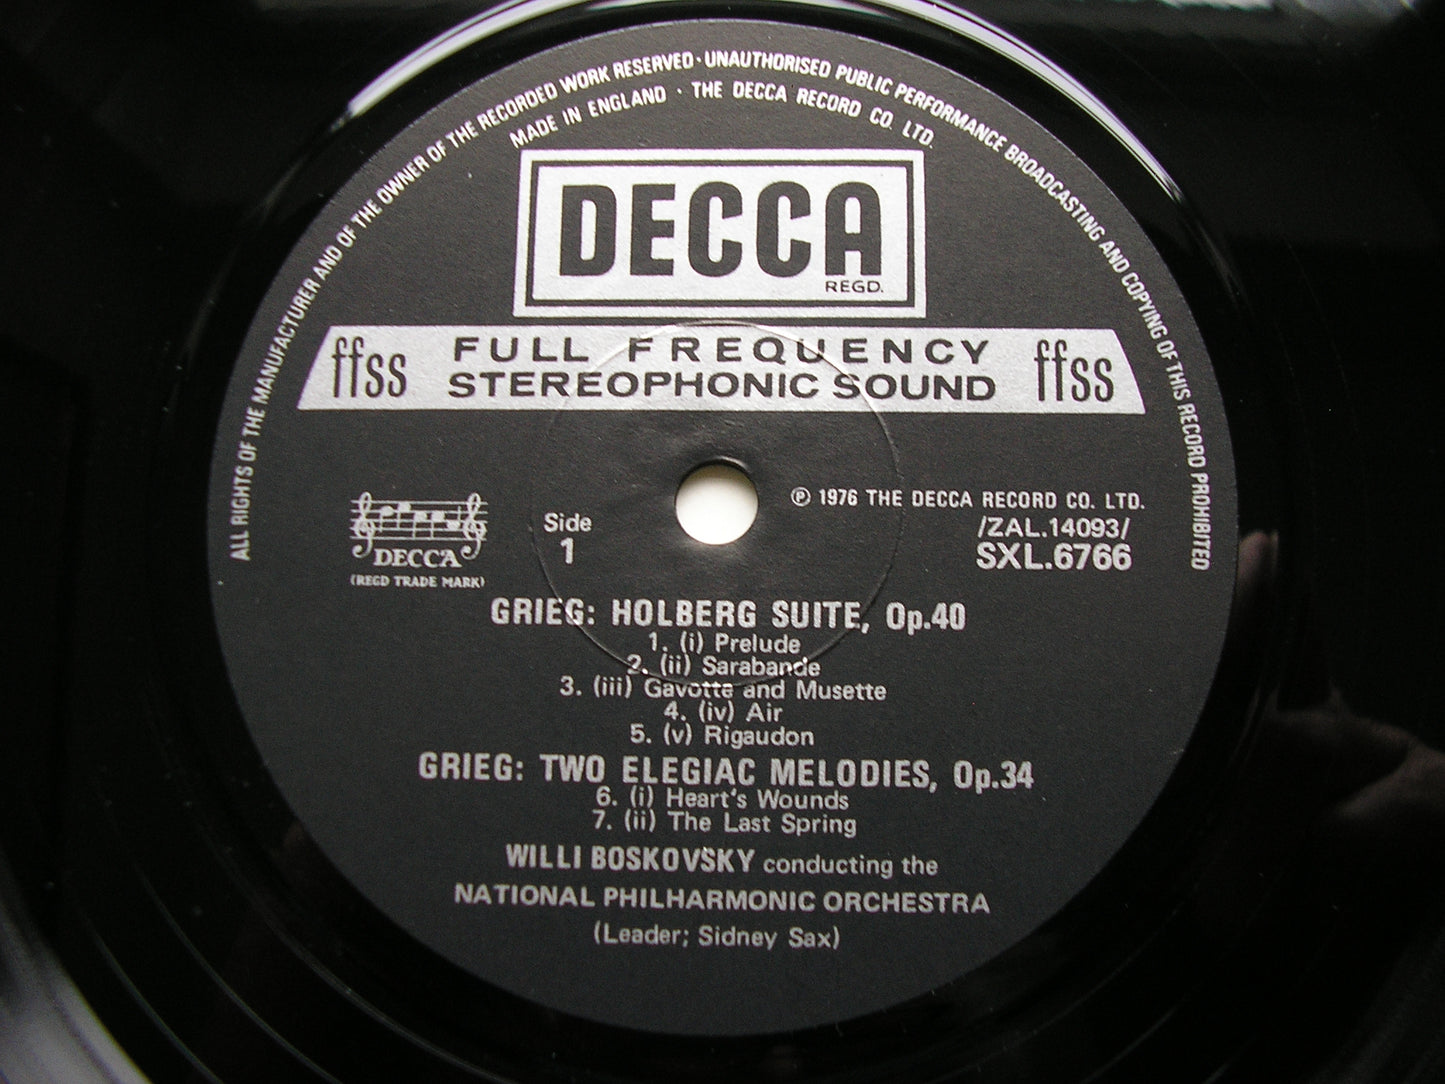 ALL RIGHTS OF THE MANUFACTURER AND OF THE OWNER OF THE RECORDED WORK RESERVED · UNAUTHORISED PUBLIC PERFORMANCE BROADCASTING AND COPYING OF THIS RECORD PROHIBITED
MADE IN ENGLAND · THE DECCA RECORD CO. LTD.
DECCA
REGD.
ffss FULL FREQUENCY STEREOPHONIC SOUND ffss
DECCA
(REGD TRADE MARK)
Side
1
℗ 1976 THE DECCA RECORD CO. LTD.
/ZAL.14093/
SXL.6766
GRIEG: HOLBERG SUITE, Op.40
1. (i) Prelude
2. (ii) Sarabande
3. (iii) Gavotte and Musette
4. (iv) Air
5. (v) Rigaudon
GRIEG: TWO ELEGIAC MELODIES, Op.34
6. (i) Heart's Wounds
7. (ii) The Last Spring
WILLI BOSKOVSKY conducting the
NATIONAL PHILHARMONIC ORCHESTRA
(Leader; Sidney Sax)